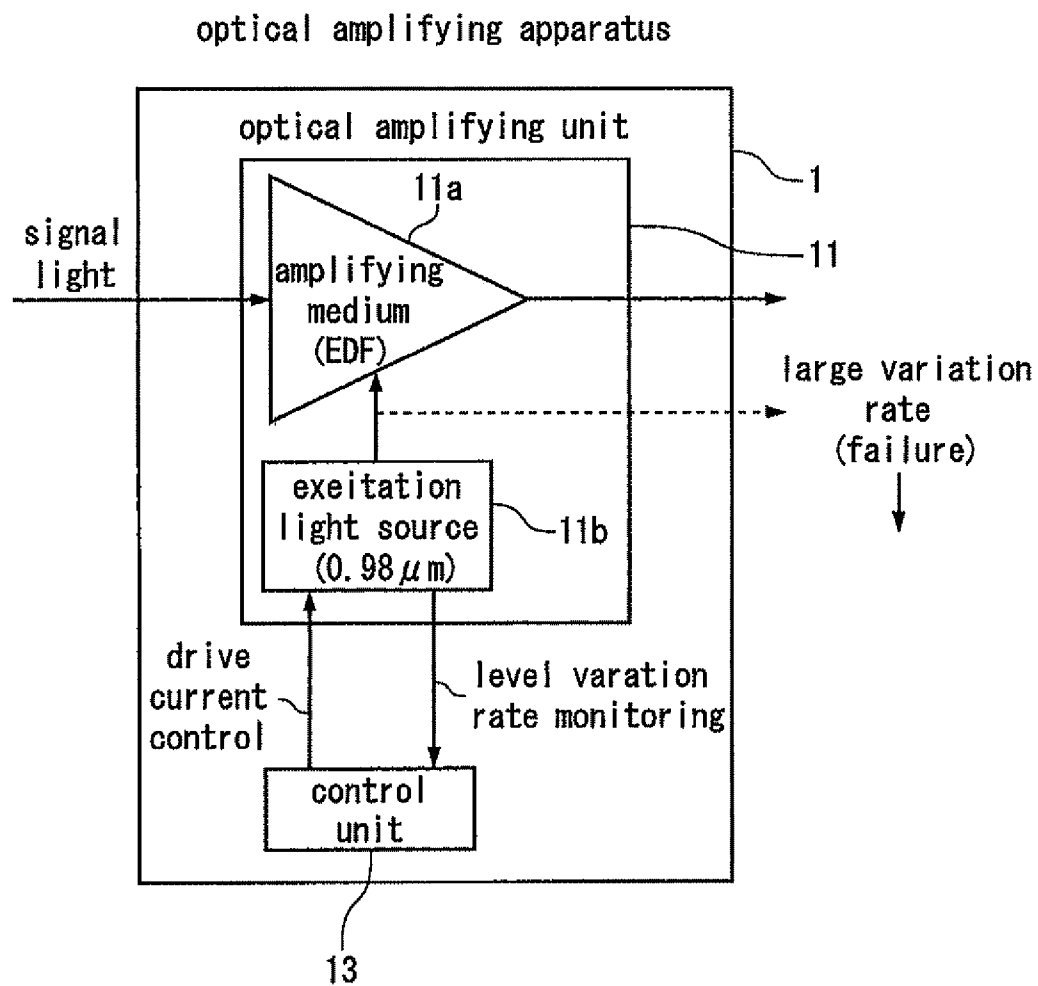 optical amplifying apparatus
optical amplifying unit
1
11a
signal
light
11
amplifying
medium
(EDF)
large variation
rate
(failure)
exeitation
light source
(0.98μm)
11b
drive
current
control
level varation
rate monitoring
control
unit
13